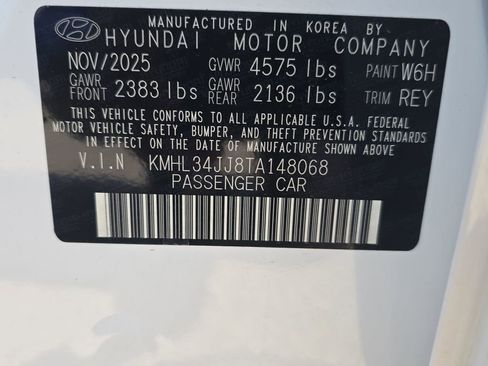 MANUFACTURED IN KOREA BY
HYUNDAI MOTOR COMPANY
NOV/2025 GVWR 4575 lbs PAINT W6H
GAWR FRONT 2383 lbs GAWR REAR 2136 lbs TRIM REY
THIS VEHICLE CONFORMS TO ALL APPLICABLE U.S.A. FEDERAL
MOTOR VEHICLE SAFETY, BUMPER, AND THEFT PREVENTION STANDARDS
IN EFFECT ON THE DATE OF MANUFACTURE SHOWN ABOVE.
V.I.N KMHL34JJ8TA148068
PASSENGER CAR